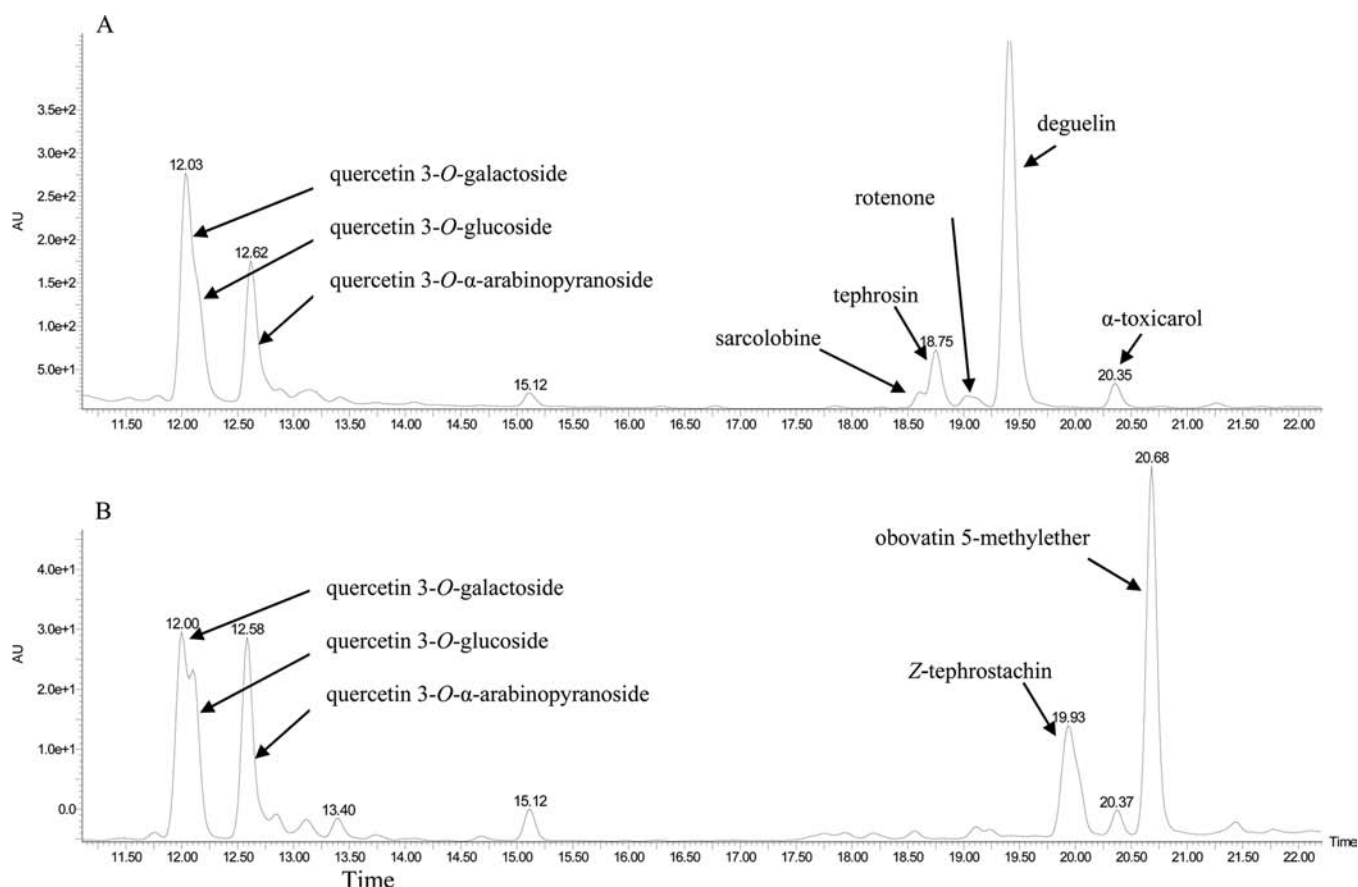 A
AU
3.5e+2
3.0e+2
2.5e+2
2.0e+2
1.5e+2
1.0e+2
5.0e+1
12.03
quercetin 3-O-galactoside
quercetin 3-O-glucoside
12.62
quercetin 3-O-α-arabinopyranoside
15.12
sarcolobine
tephrosin
18.75
rotenone
deguelin
α-toxicarol
20.35
11.50 12.00 12.50 13.00 13.50 14.00 14.50 15.00 15.50 16.00 16.50 17.00 17.50 18.00 18.50 19.00 19.50 20.00 20.50 21.00 21.50 22.00
B
AU
4.0e+1
3.0e+1
2.0e+1
1.0e+1
0.0
quercetin 3-O-galactoside
12.00
12.58
quercetin 3-O-glucoside
quercetin 3-O-α-arabinopyranoside
13.40
15.12
20.68
obovatin 5-methylether
Z-tephrostachin
19.93
20.37
11.50 12.00 12.50 13.00 13.50 14.00 14.50 15.00 15.50 16.00 16.50 17.00 17.50 18.00 18.50 19.00 19.50 20.00 20.50 21.00 21.50 22.00
Time
Time